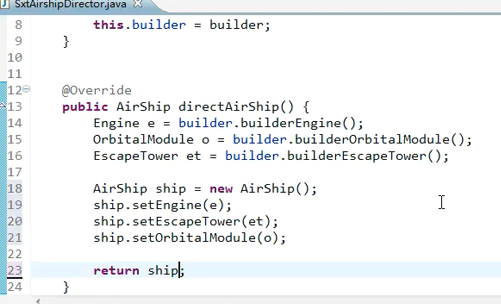 SxtAirshipDirector.java
8 this.builder = builder;
9 }
10
11
12 @Override
13 public AirShip directAirShip() {
14 Engine e = builder.builderEngine();
15 OrbitalModule o = builder.builderOrbitalModule();
16 EscapeTower et = builder.builderEscapeTower();
17
18 AirShip ship = new AirShip();
19 ship.setEngine(e);
20 ship.setEscapeTower(et);
21 ship.setOrbitalModule(o);
22
23 return ship;
24 }